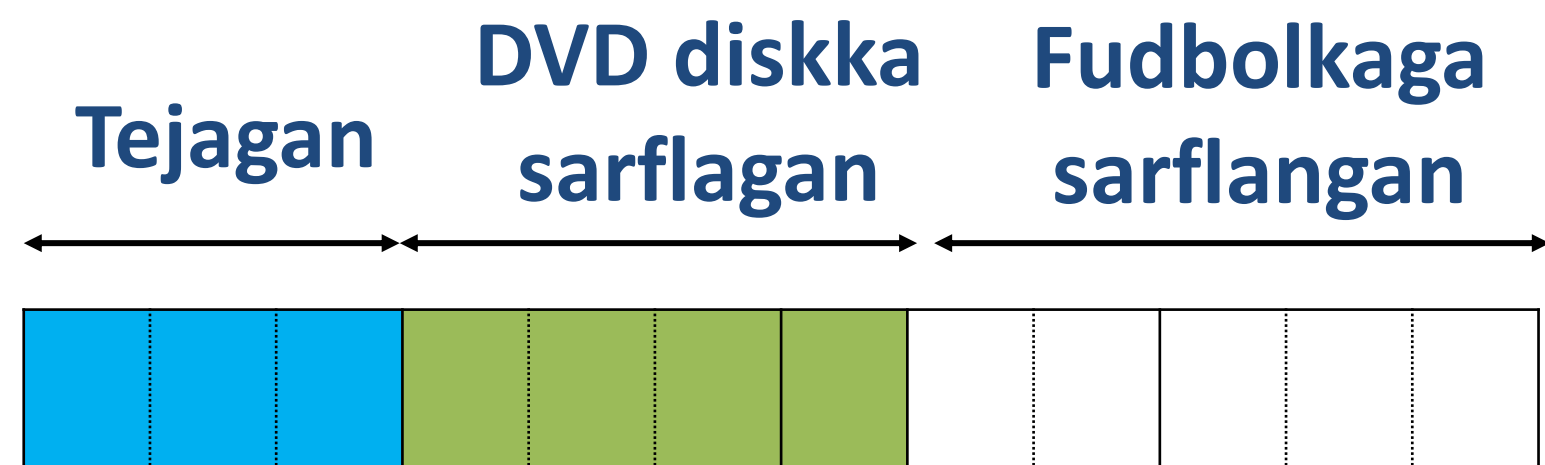 Tejagan
DVD diskka
sarflagan
Fudbolkaga
sarflangan